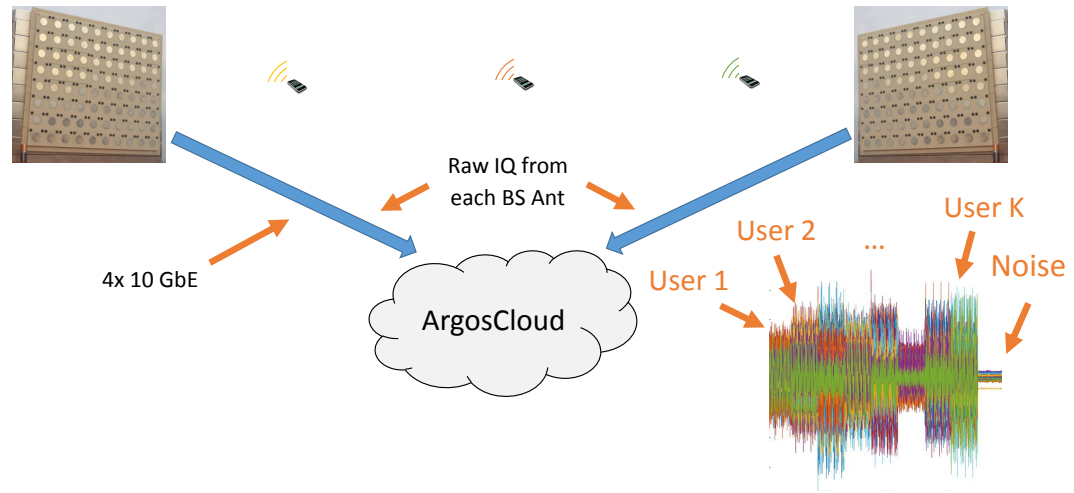 Raw IQ from
each BS Ant
4x 10 GbE
ArgosCloud
User 1
User 2
...
User K
Noise